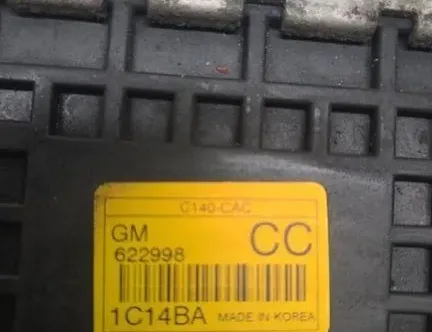 C140-CAC
GM CC
622998
1C14BA MADE IN KOREA